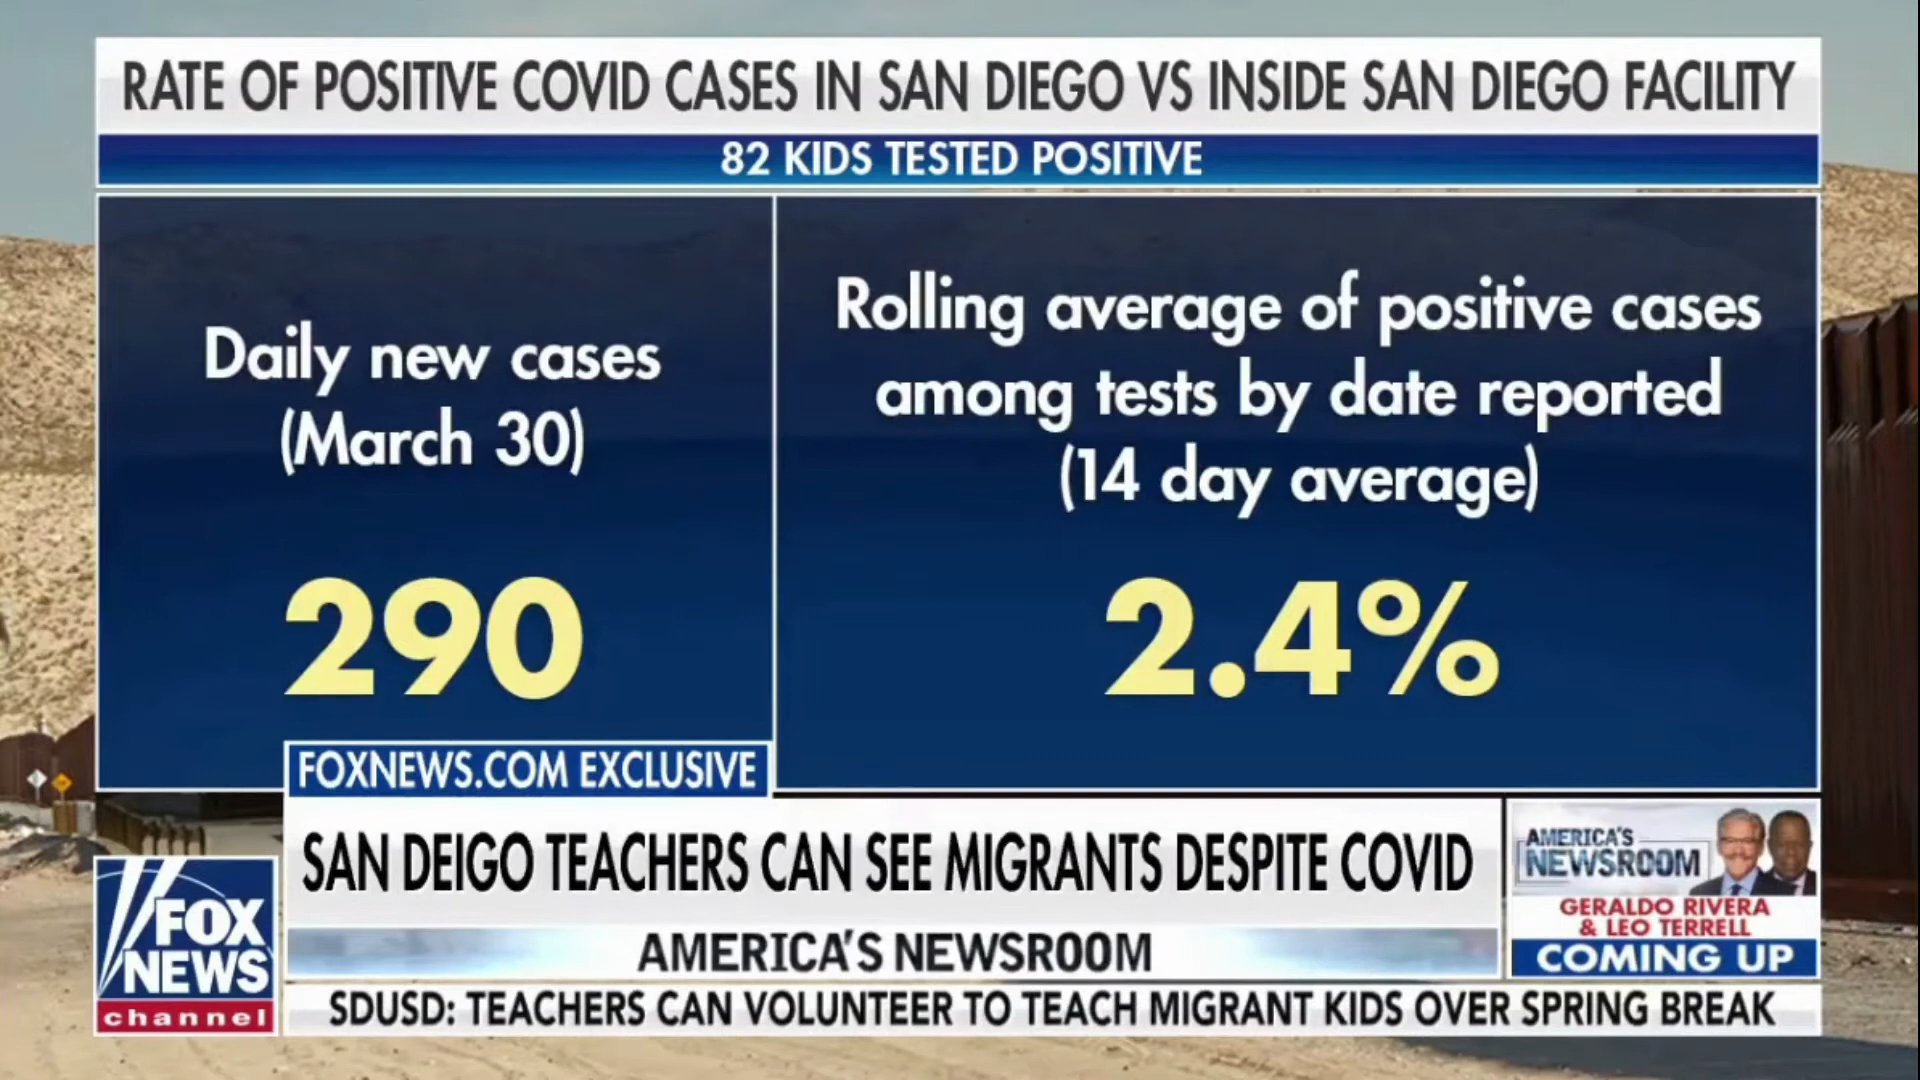 RATE OF POSITIVE COVID CASES IN SAN DIEGO VS INSIDE SAN DIEGO FACILITY
82 KIDS TESTED POSITIVE
Daily new cases
(March 30)
290
Rolling average of positive cases
among tests by date reported
(14 day average)
2.4%
FOXNEWS.COM EXCLUSIVE
SAN DEIGO TEACHERS CAN SEE MIGRANTS DESPITE COVID
AMERICA'S NEWSROOM
SDUSD: TEACHERS CAN VOLUNTEER TO TEACH MIGRANT KIDS OVER SPRING BREAK
FOX
NEWS
channel
AMERICA'S
NEWSROOM
GERALDO RIVERA
& LEO TERRELL
COMING UP